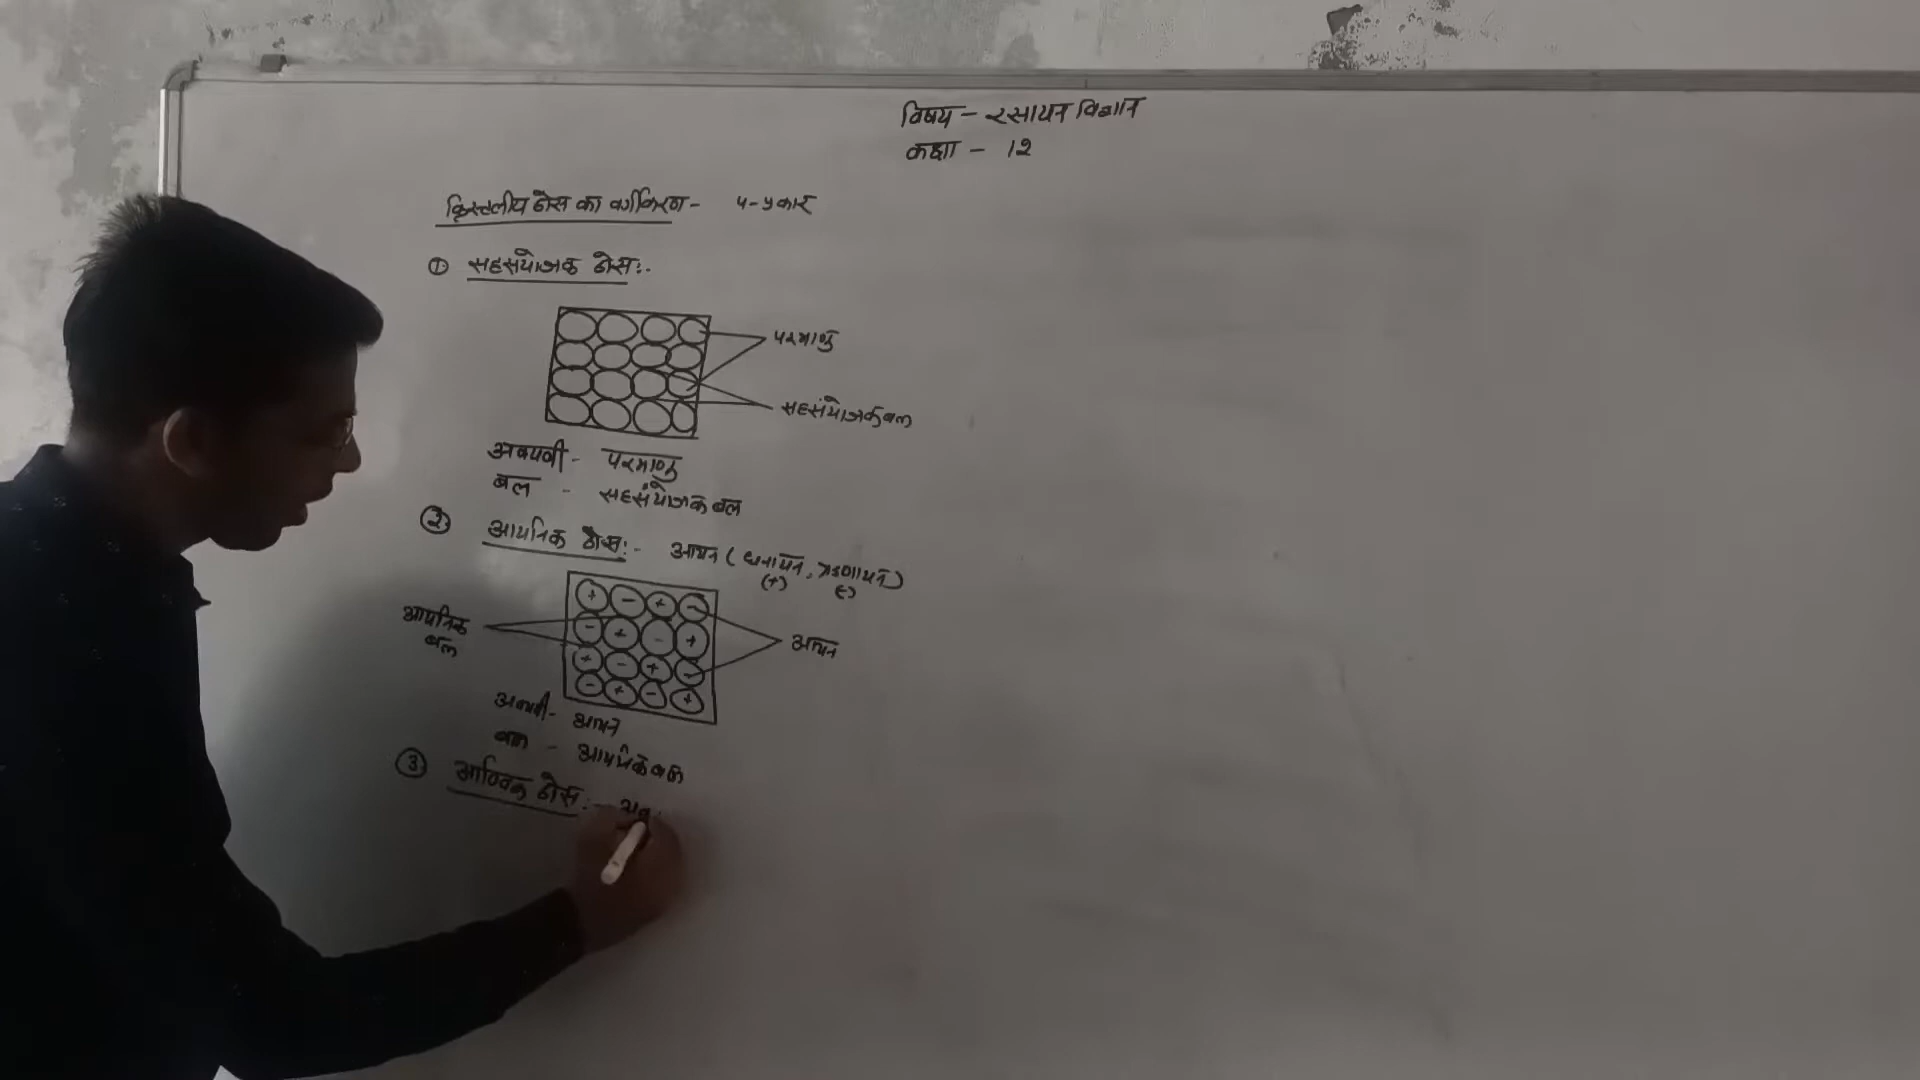 विषय - रसायन विज्ञान
कक्षा - 12
क्रिस्टलीय ठोस का वर्गीकरण - 4-प्रकार
① सहसंयोजक ठोस :-
परमाणु
सहसंयोजक बल
अवयवी - परमाणु
बल - सहसंयोजक बल
② आयनिक ठोस :- आयन ( धनायन, ऋणायन )
(+) (-)
+ - + -
आयनिक
बल
- + - +
आयन
+ - + -
- + - +
अवयवी - आयन
बल - आयनिक बल
③ आण्विक ठोस :-